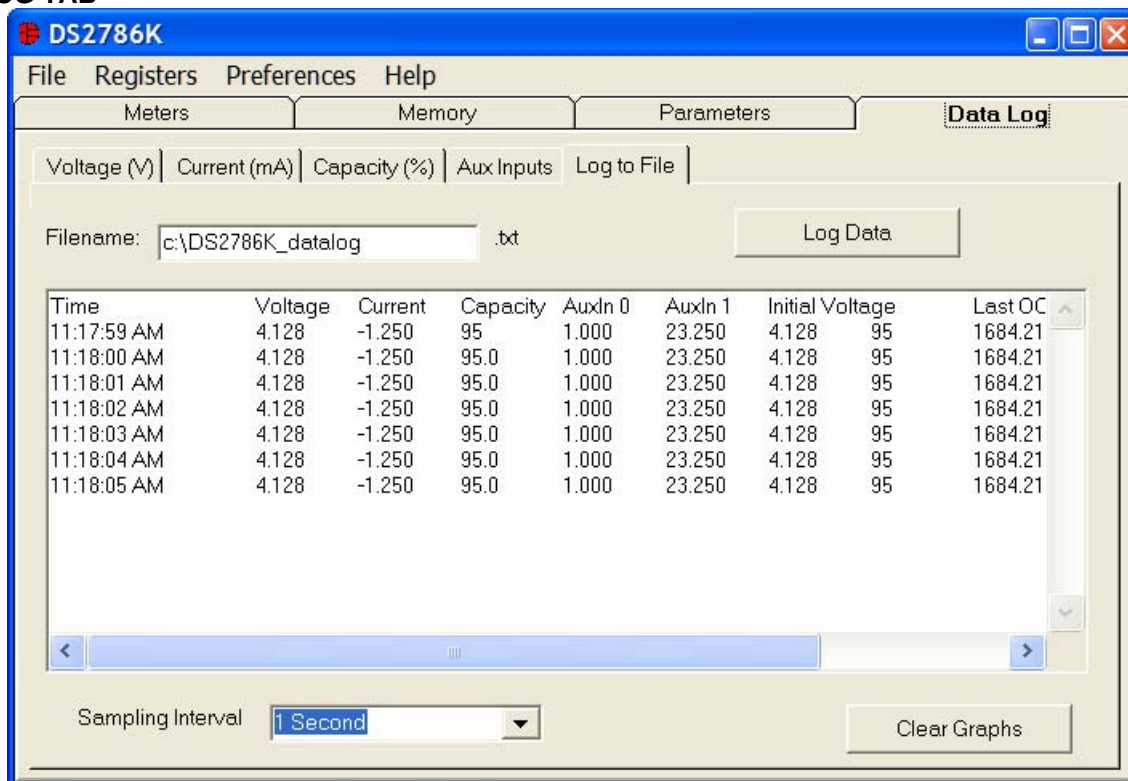 DS2786K
File Registers Preferences Help
Meters Memory Parameters Data Log
Voltage (V) Current (mA) Capacity (%) Aux Inputs Log to File
Filename: c:\DS2786K_datalog .txt Log Data
Time Voltage Current Capacity AuxIn 0 AuxIn 1 Initial Voltage Last OC
11:17:59 AM 4.128 -1.250 95 1.000 23.250 4.128 95 1684.21
11:18:00 AM 4.128 -1.250 95.0 1.000 23.250 4.128 95 1684.21
11:18:01 AM 4.128 -1.250 95.0 1.000 23.250 4.128 95 1684.21
11:18:02 AM 4.128 -1.250 95.0 1.000 23.250 4.128 95 1684.21
11:18:03 AM 4.128 -1.250 95.0 1.000 23.250 4.128 95 1684.21
11:18:04 AM 4.128 -1.250 95.0 1.000 23.250 4.128 95 1684.21
11:18:05 AM 4.128 -1.250 95.0 1.000 23.250 4.128 95 1684.21
Sampling Interval 1 Second Clear Graphs